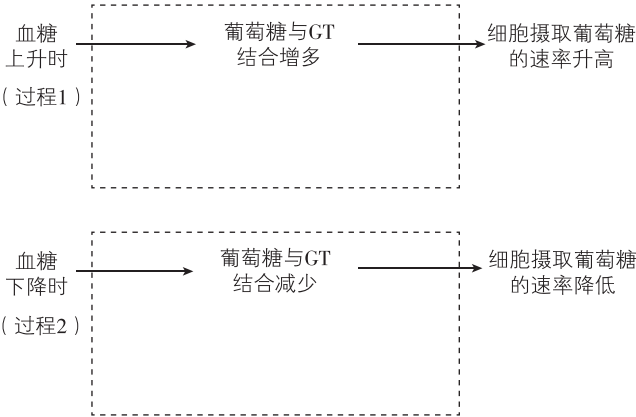 血糖
上升时
（过程1）
葡萄糖与GT
结合增多
细胞摄取葡萄糖
的速率升高
血糖
下降时
（过程2）
葡萄糖与GT
结合减少
细胞摄取葡萄糖
的速率降低